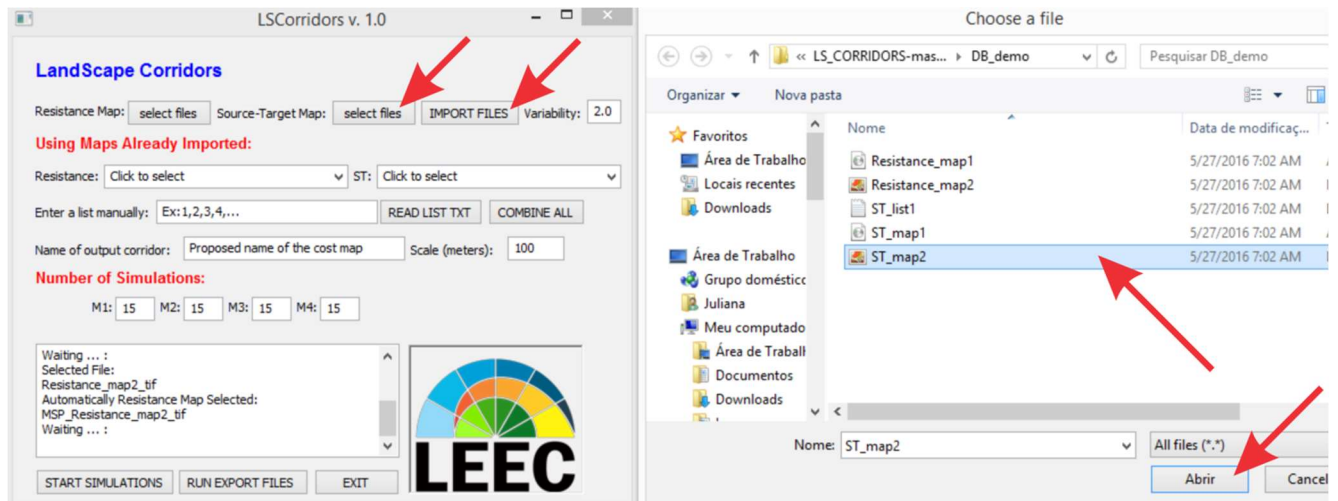 LSCorridors v. 1.0
LandScape Corridors
Resistance Map: select files Source-Target Map: select files IMPORT FILES Variability: 2.0
Using Maps Already Imported:
Resistance: Click to select ST: Click to select
Enter a list manually: Ex:1,2,3,4,... READ LIST TXT COMBINE ALL
Name of output corridor: Proposed name of the cost map Scale (meters): 100
Number of Simulations:
M1: 15 M2: 15 M3: 15 M4: 15
Waiting ... :
Selected File:
Resistance_map2_tif
Automatically Resistance Map Selected:
MSP_Resistance_map2_tif
Waiting ... :
LEEC
START SIMULATIONS RUN EXPORT FILES EXIT
Choose a file
« LS_CORRIDORS-mas... DB_demo Pesquisar DB_demo
Organizar Nova pasta
Favoritos
Área de Trabalho
Locais recentes
Downloads
Área de Trabalho
Grupo doméstico
Juliana
Meu computado
Área de Trabalh
Documentos
Downloads
Nome Data de modificaç...
Resistance_map1 5/27/2016 7:02 AM
Resistance_map2 5/27/2016 7:02 AM
ST_list1 5/27/2016 7:02 AM
ST_map1 5/27/2016 7:02 AM
ST_map2 5/27/2016 7:02 AM
Nome: ST_map2 All files (*.*)
Abrir Cancel